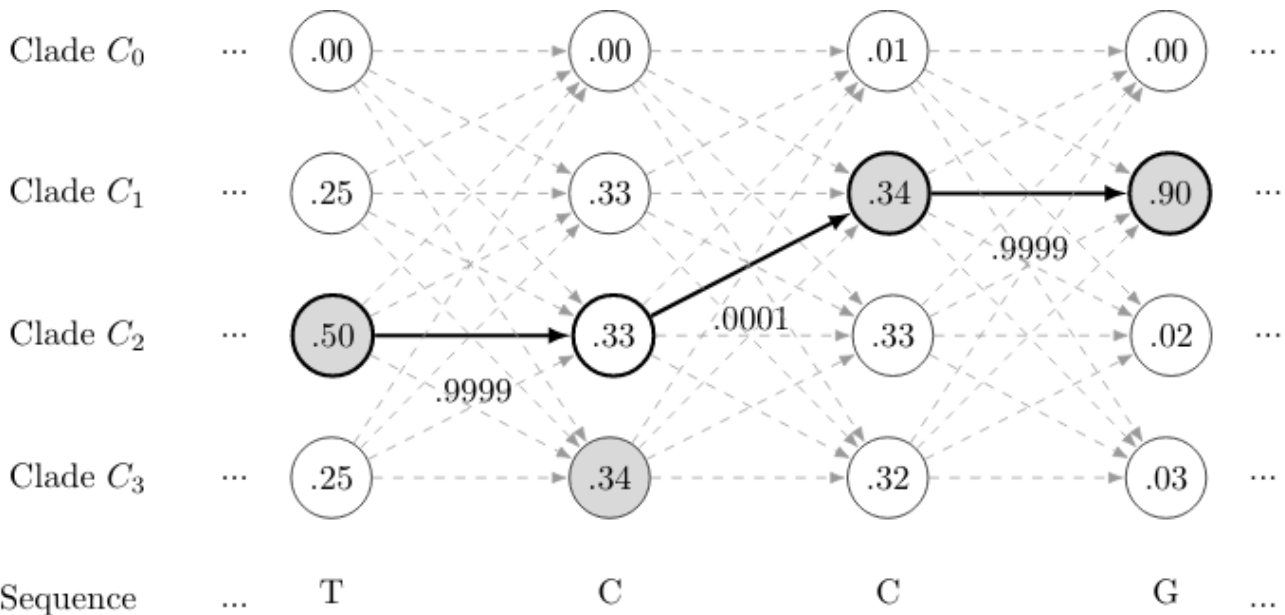 Clade C0 ... .00 .00 .01 .00 ...
Clade C1 ... .25 .33 .34 .90 ...
.9999
Clade C2 ... .50 .33 .33 .02 ...
.0001
.9999
Clade C3 ... .25 .34 .32 .03 ...
Sequence ... T C C G ...